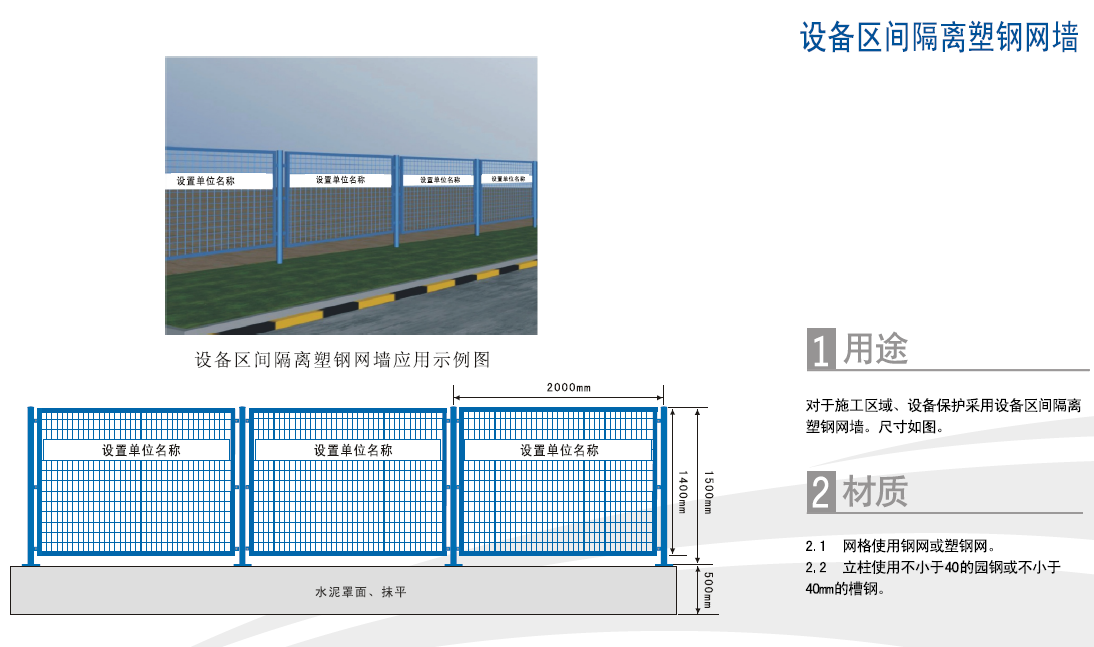 设备区间隔离塑钢网墙
设置单位名称
设置单位名称
设置单位名称
设置单位名称
设备区间隔离塑钢网墙应用示例图
2000mm
设置单位名称
设置单位名称
设置单位名称
1400mm
1500mm
水泥罩面、抹平
500mm
1 用途
对于施工区域、设备保护采用设备区间隔离
塑钢网墙。尺寸如图。
2 材质
2.1 网格使用钢网或塑钢网。
2.2 立柱使用不小于40的园钢或不小于
40mm的槽钢。